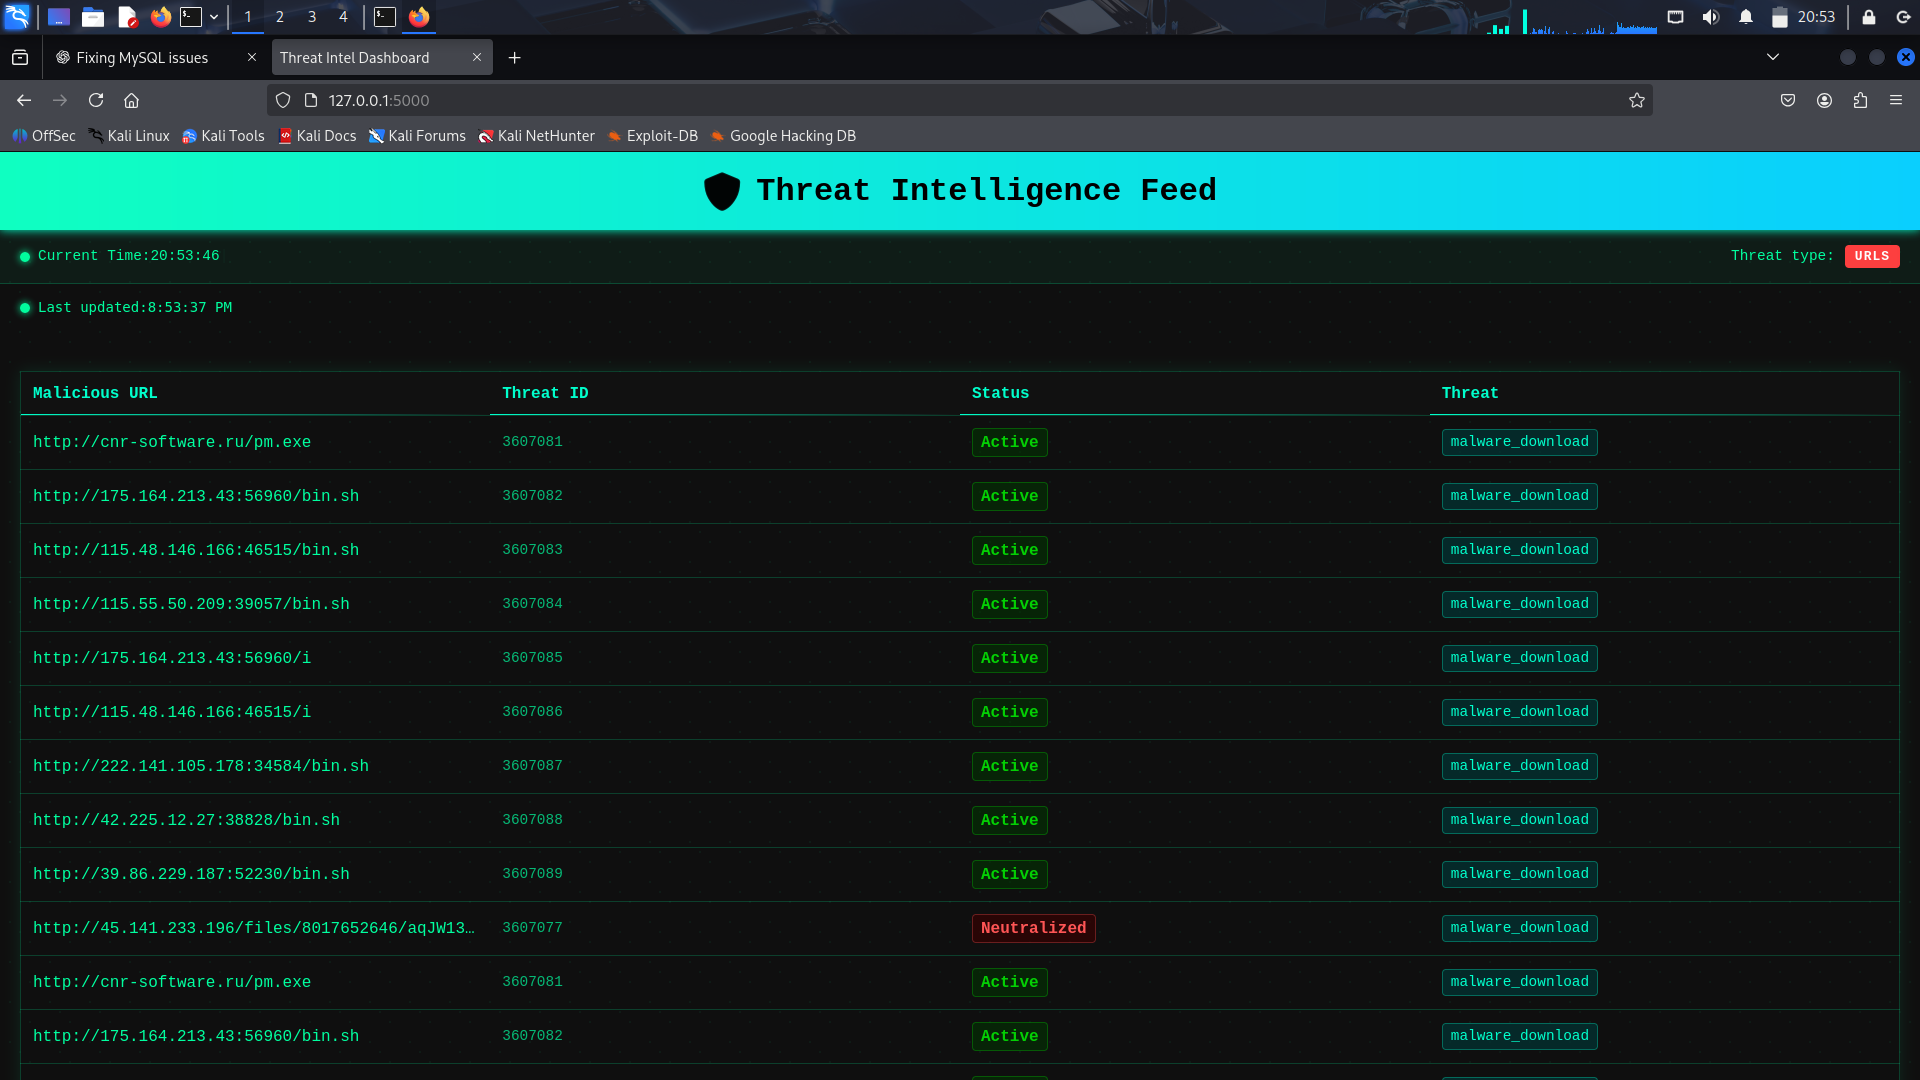 1 2 3 4 20:53
Fixing MySQL issues
Threat Intel Dashboard
127.0.0.1:5000
OffSec Kali Linux Kali Tools Kali Docs Kali Forums Kali NetHunter Exploit-DB Google Hacking DB
Threat Intelligence Feed
Current Time:20:53:46
Threat type: URLS
Last updated:8:53:37 PM
Malicious URL Threat ID Status Threat
http://cnr-software.ru/pm.exe 3607081 Active malware_download
http://175.164.213.43:56960/bin.sh 3607082 Active malware_download
http://115.48.146.166:46515/bin.sh 3607083 Active malware_download
http://115.55.50.209:39057/bin.sh 3607084 Active malware_download
http://175.164.213.43:56960/i 3607085 Active malware_download
http://115.48.146.166:46515/i 3607086 Active malware_download
http://222.141.105.178:34584/bin.sh 3607087 Active malware_download
http://42.225.12.27:38828/bin.sh 3607088 Active malware_download
http://39.86.229.187:52230/bin.sh 3607089 Active malware_download
http://45.141.233.196/files/8017652646/aqJW13… 3607077 Neutralized malware_download
http://cnr-software.ru/pm.exe 3607081 Active malware_download
http://175.164.213.43:56960/bin.sh 3607082 Active malware_download